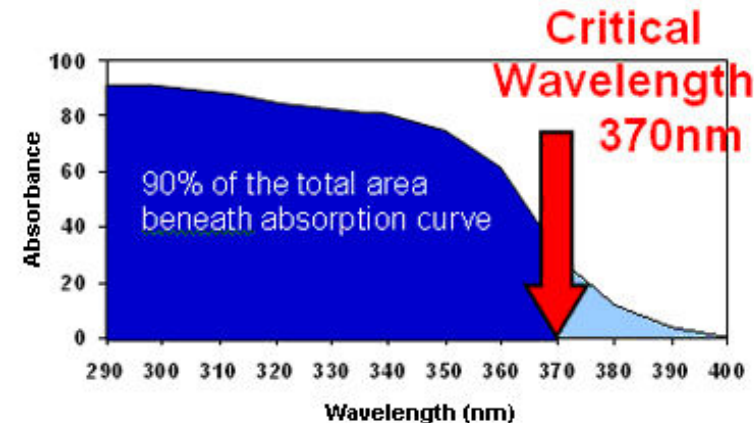 Critical
Wavelength
370nm
90% of the total area
beneath absorption curve
Absorbance
100
80
60
40
20
0
290 300 310 320 330 340 350 360 370 380 390 400
Wavelength (nm)